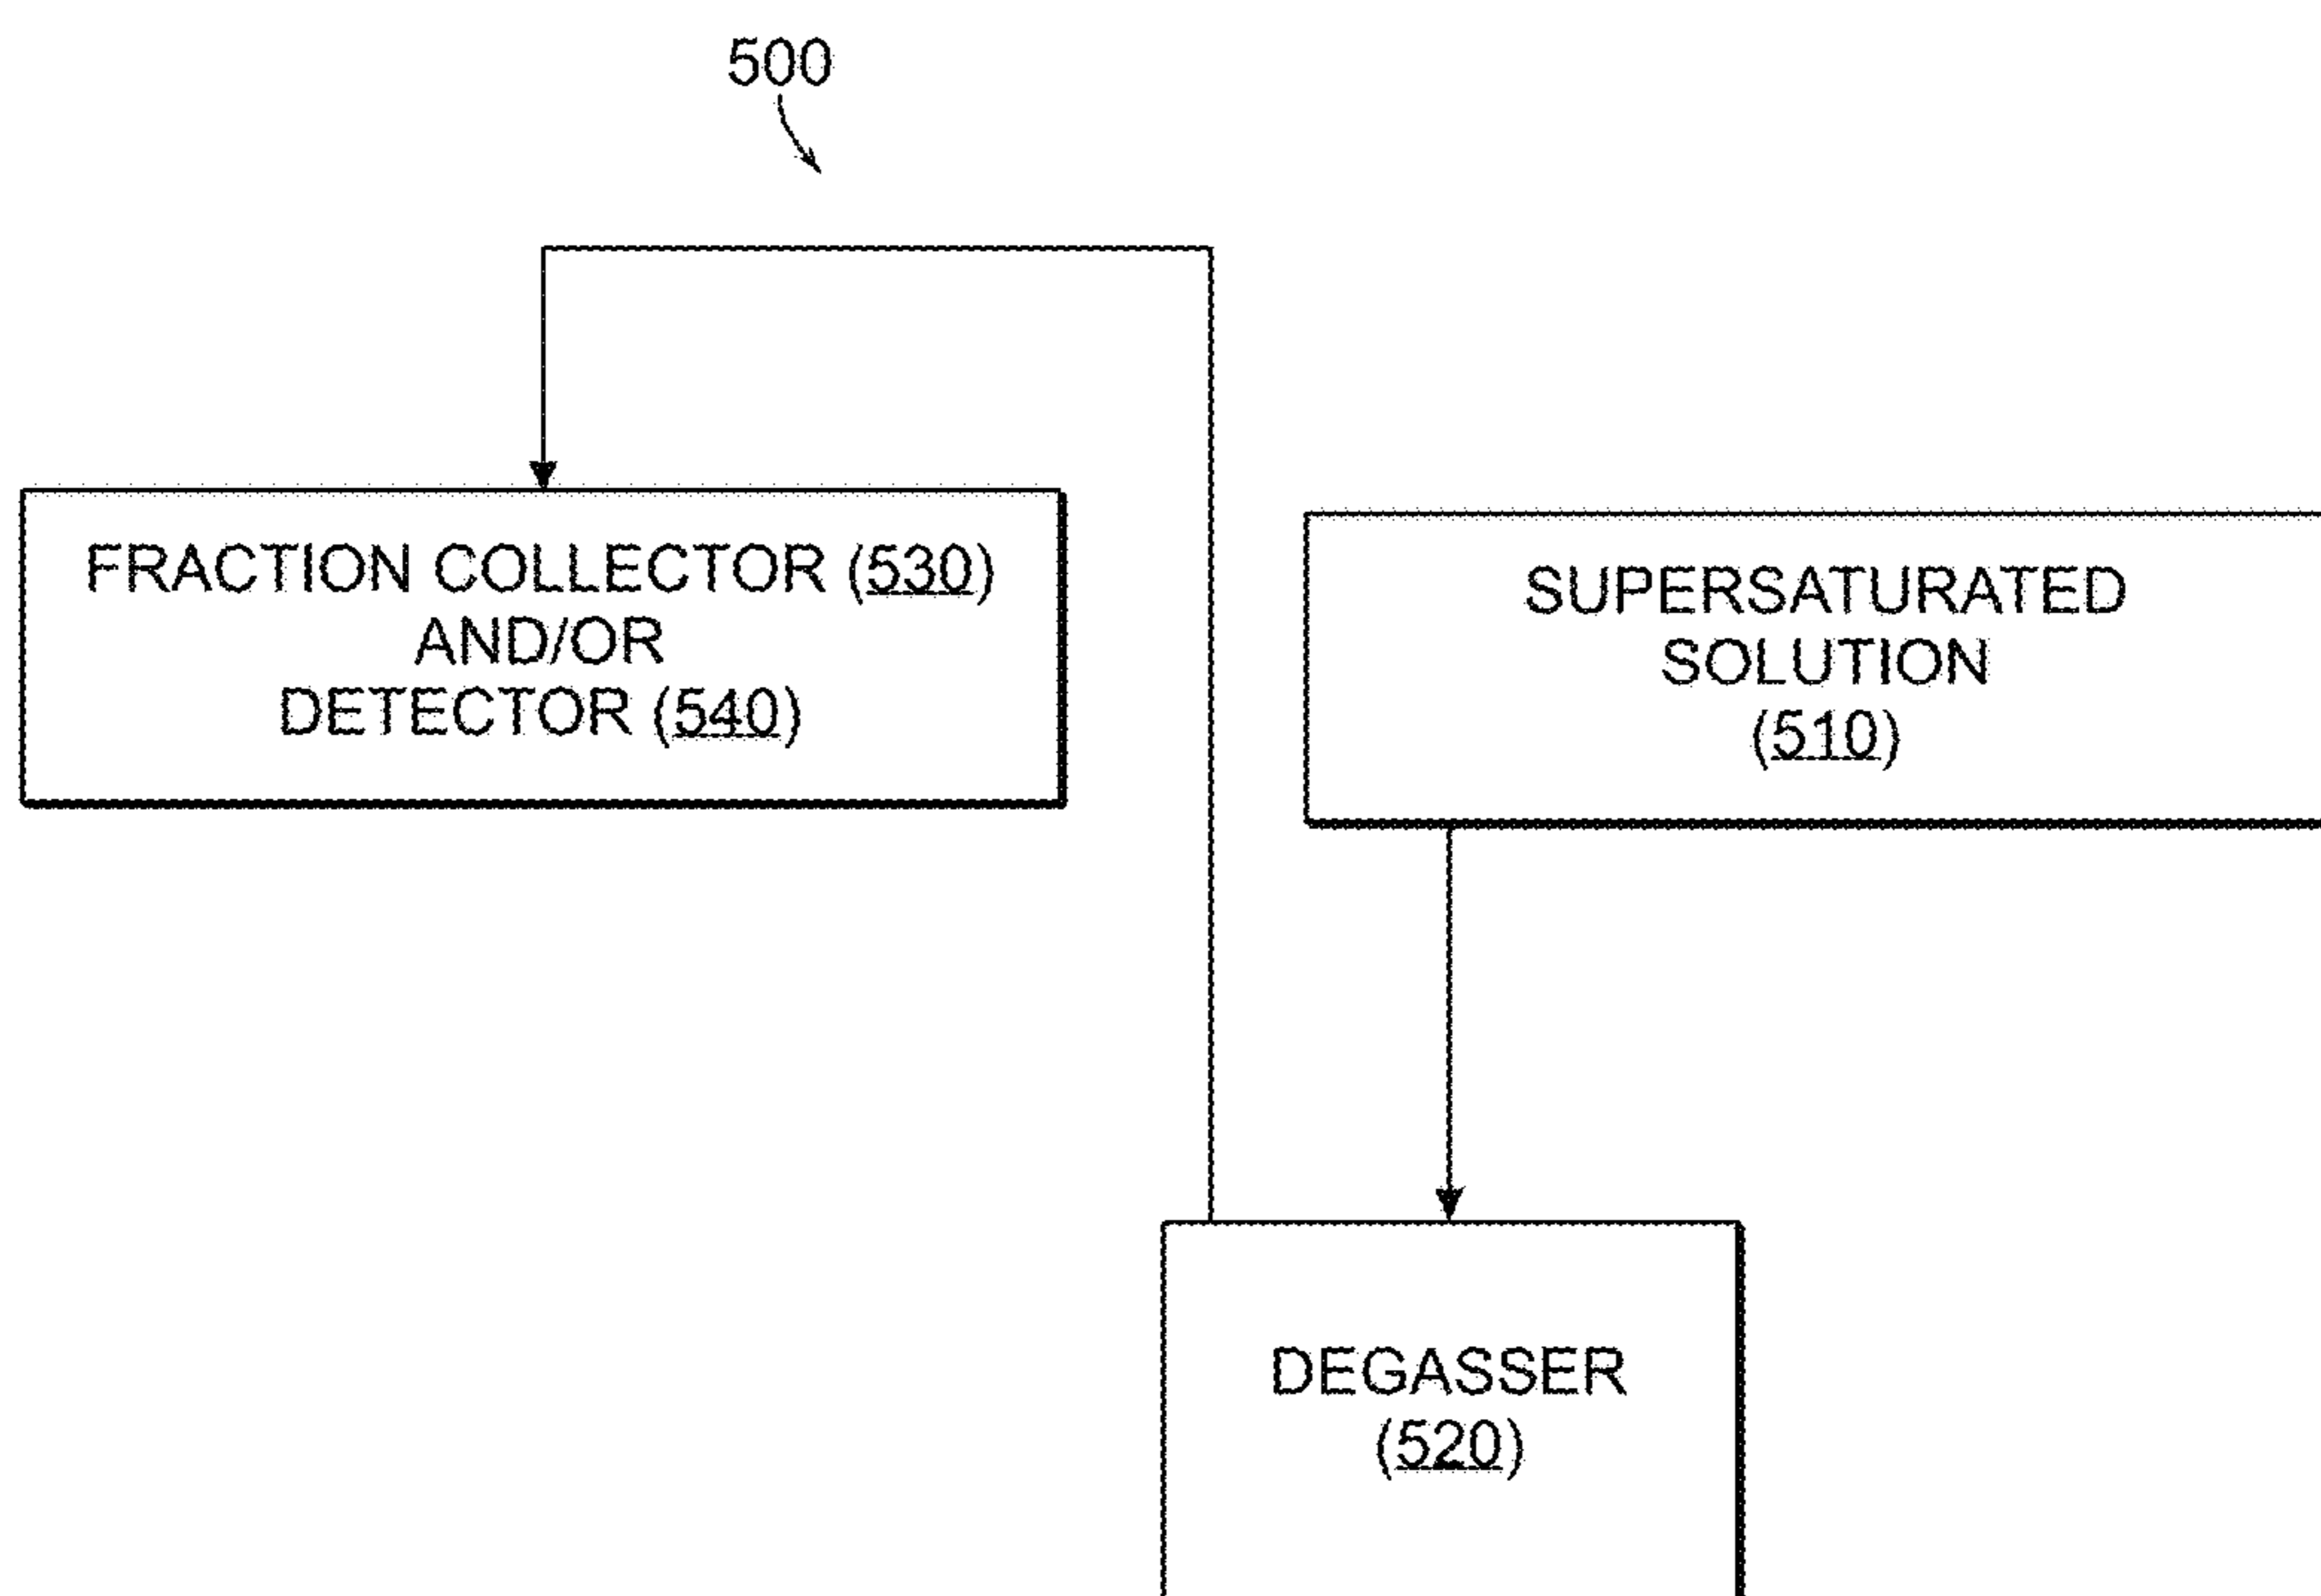 500
FRACTION COLLECTOR (530)
AND/OR
DETECTOR (540)
SUPERSATURATED
SOLUTION
(510)
DEGASSER
(520)